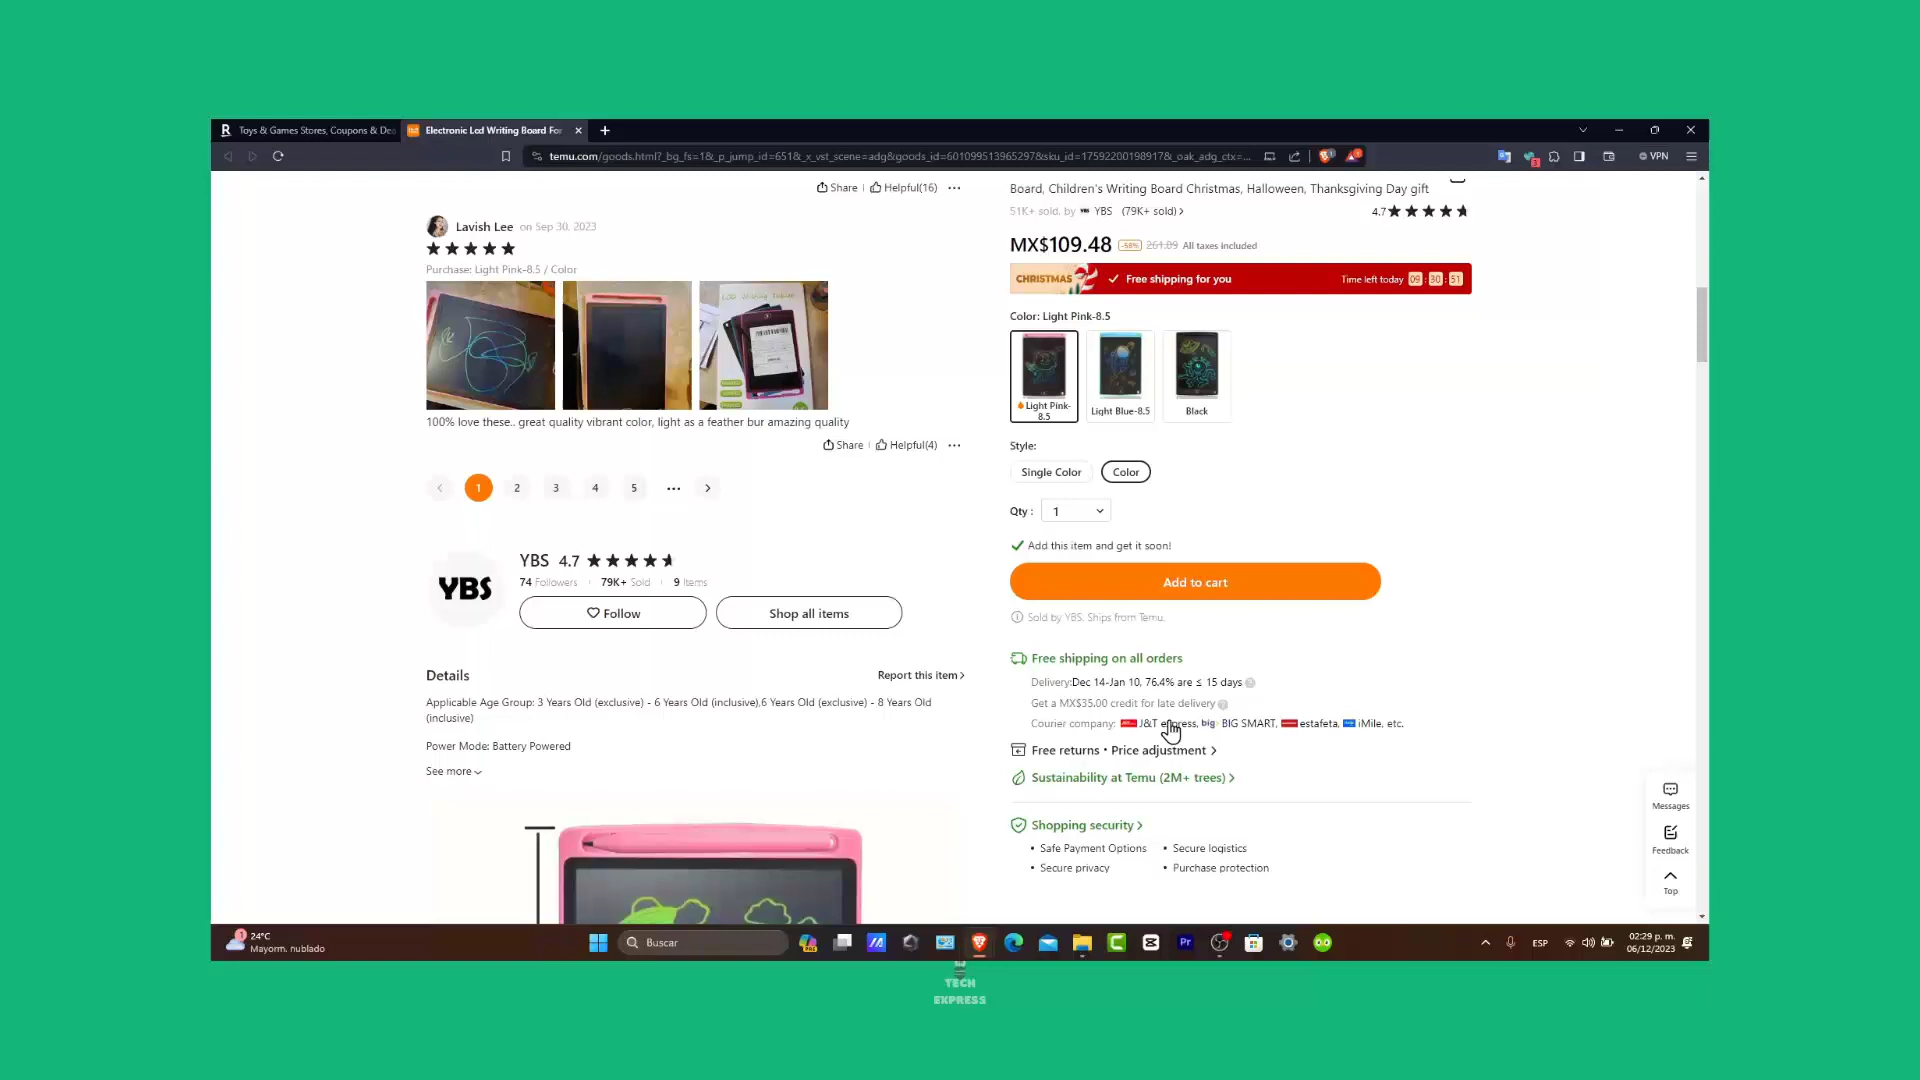 Toys & Games Stores, Coupons & De
Electronic Lcd Writing Board For
temu.com/goods.html?_bg_fs=1&_p_jump_id=651&_x_vst_scene=adg&goods_id=601099513965297&sku_id=17592200198917&_oak_adg_ctx=...
VPN
Share
Helpful(16)
Lavish Lee on Sep 30, 2023
Purchase: Light Pink-8.5 / Color
100% love these.. great quality vibrant color, light as a feather bur amazing quality
Share
Helpful(4)
1 2 3 4 5 ...
YBS
YBS 4.7
74 Followers 79K+ Sold 9 Items
Follow
Shop all items
Details
Report this item
Applicable Age Group: 3 Years Old (exclusive) - 6 Years Old (inclusive),6 Years Old (exclusive) - 8 Years Old
(inclusive)
Power Mode: Battery Powered
See more
Board, Children's Writing Board Christmas, Halloween, Thanksgiving Day gift
51K+ sold, by YBS (79K+ sold)
4.7
MX$109.48 -58% 261.89 All taxes included
CHRISTMAS
Free shipping for you
Time left today 09 : 30 : 51
Color: Light Pink-8.5
Light Pink-
8.5
Light Blue-8.5
Black
Style:
Single Color
Color
Qty : 1
Add this item and get it soon!
Add to cart
Sold by YBS, Ships from Temu.
Free shipping on all orders
Delivery:Dec 14-Jan 10, 76.4% are ≤ 15 days
Get a MX$35.00 credit for late delivery
Courier company: J&T express, big BIG SMART, estafeta, iMile, etc.
Free returns • Price adjustment
Sustainability at Temu (2M+ trees)
Shopping security
• Safe Payment Options • Secure logistics
• Secure privacy • Purchase protection
Messages
Feedback
Top
24°C
Mayorm. nublado
Buscar
Pr
ESP
02:29 p. m.
06/12/2023
TECH
EXPRESS